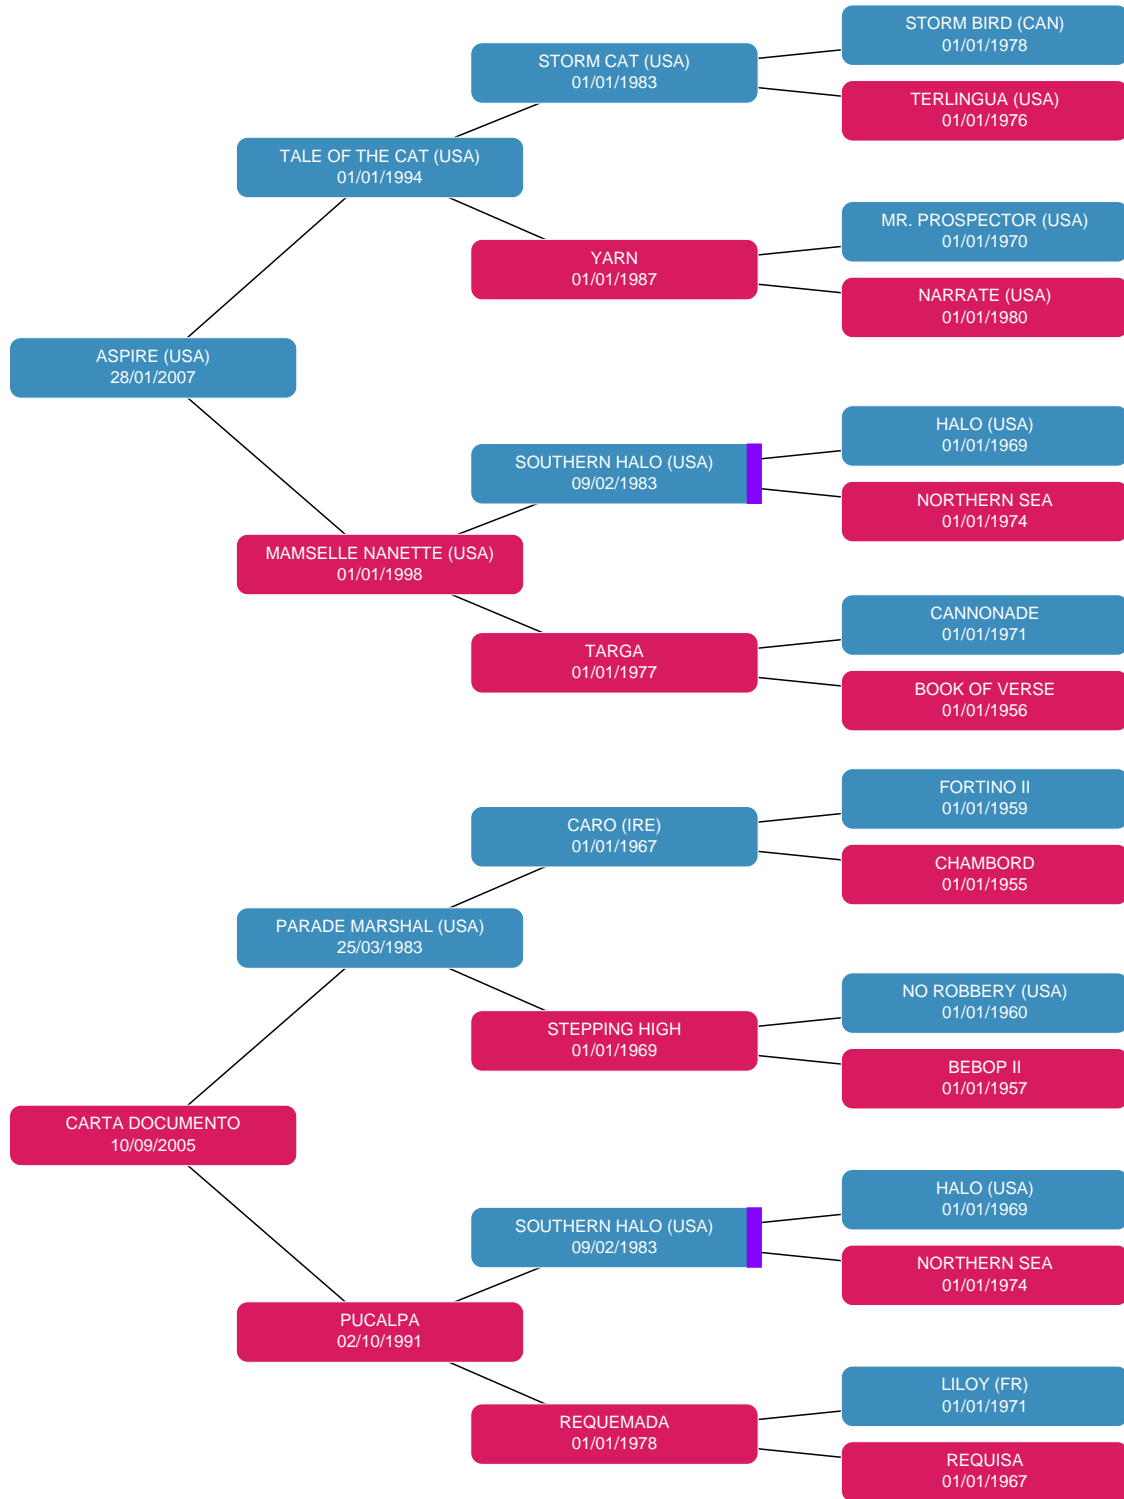 STORM BIRD (CAN)
01/01/1978
STORM CAT (USA)
01/01/1983
TERLINGUA (USA)
01/01/1976
TALE OF THE CAT (USA)
01/01/1994
MR. PROSPECTOR (USA)
01/01/1970
YARN
01/01/1987
NARRATE (USA)
01/01/1980
ASPIRE (USA)
28/01/2007
HALO (USA)
01/01/1969
SOUTHERN HALO (USA)
09/02/1983
NORTHERN SEA
01/01/1974
MAMSELLE NANETTE (USA)
01/01/1998
CANNONADE
01/01/1971
TARGA
01/01/1977
BOOK OF VERSE
01/01/1956
FORTINO II
01/01/1959
CARO (IRE)
01/01/1967
CHAMBORD
01/01/1955
PARADE MARSHAL (USA)
25/03/1983
NO ROBBERY (USA)
01/01/1960
STEPPING HIGH
01/01/1969
BEBOP II
01/01/1957
CARTA DOCUMENTO
10/09/2005
HALO (USA)
01/01/1969
SOUTHERN HALO (USA)
09/02/1983
NORTHERN SEA
01/01/1974
PUCALPA
02/10/1991
LILOY (FR)
01/01/1971
REQUEMADA
01/01/1978
REQUISA
01/01/1967